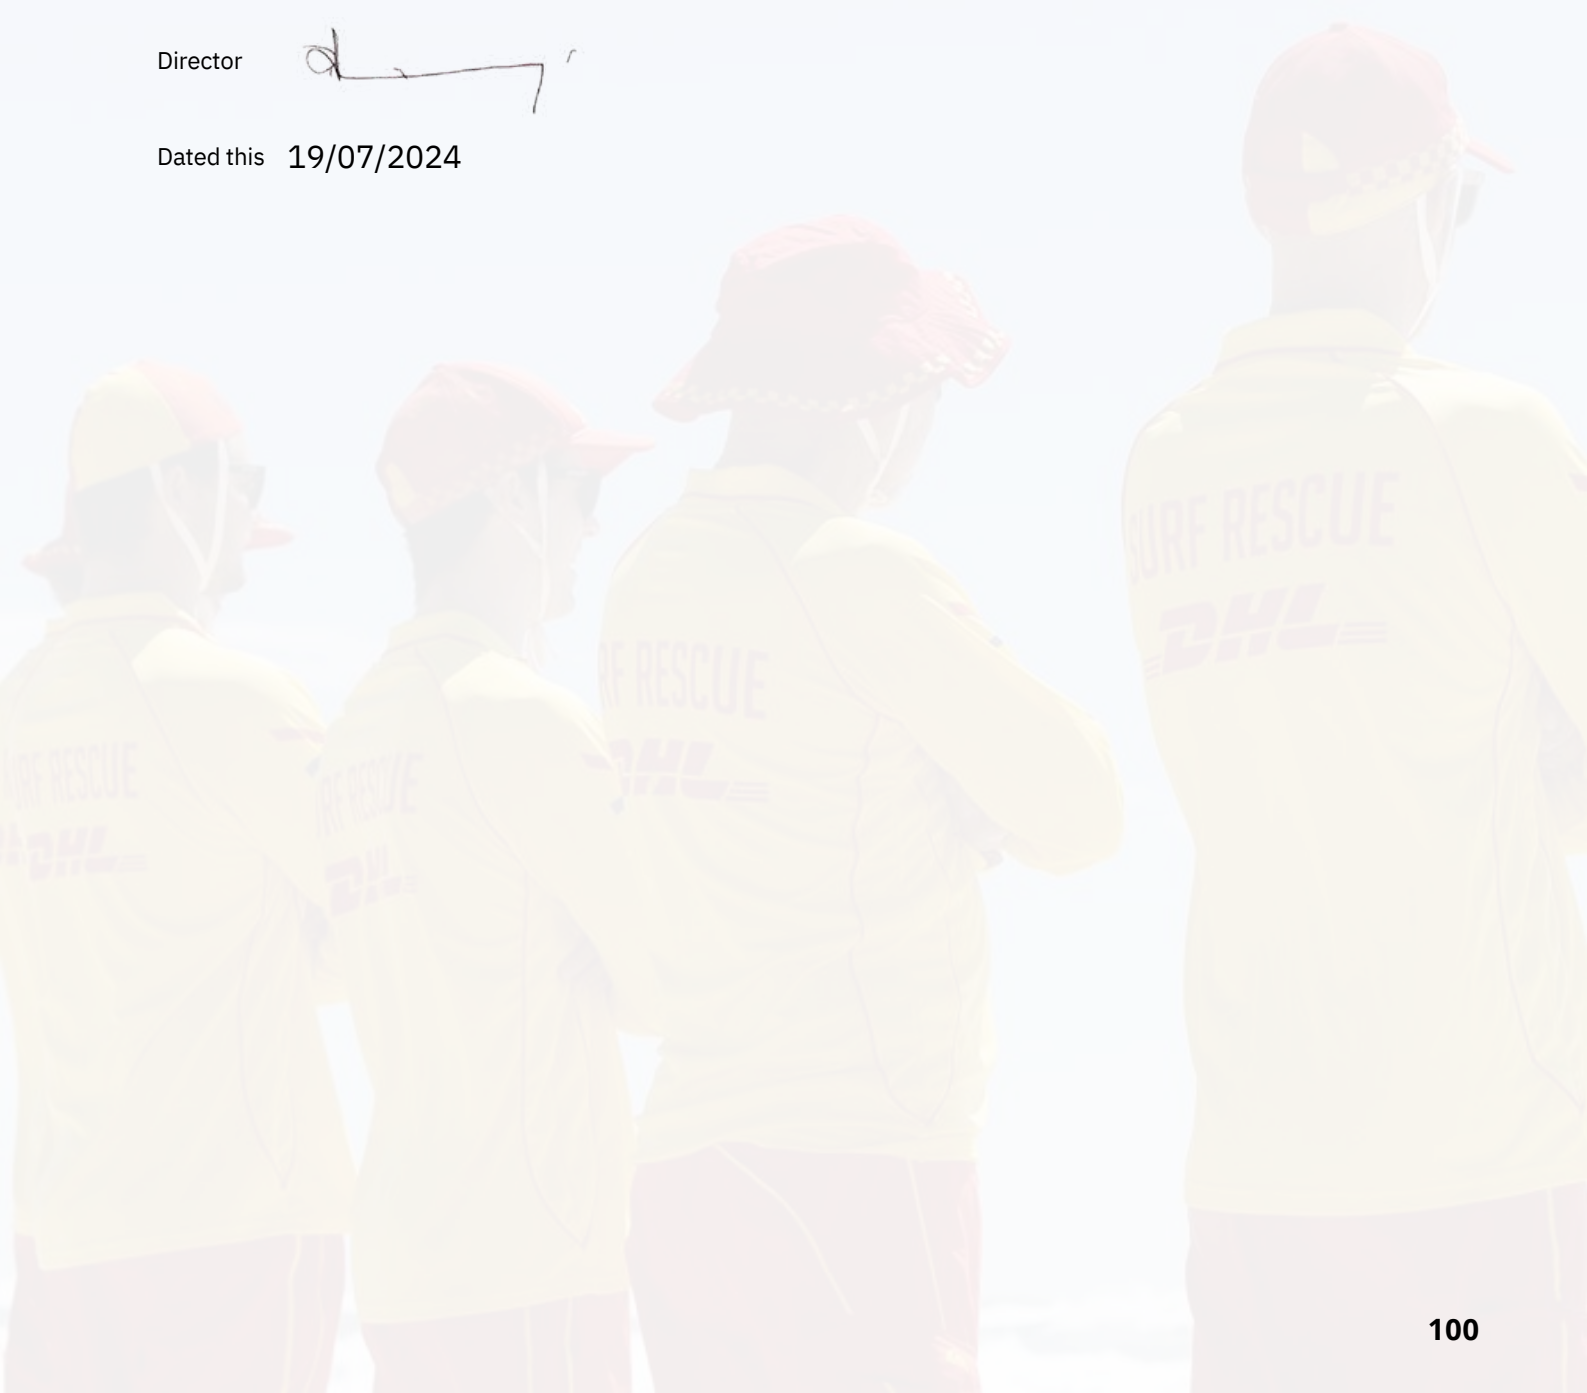 Director
Dated this 19/07/2024
SURF RESCUE
DHL
RF RESCUE
DHL
URF RESCUE
DHL
RF RESCUE
DHL
100